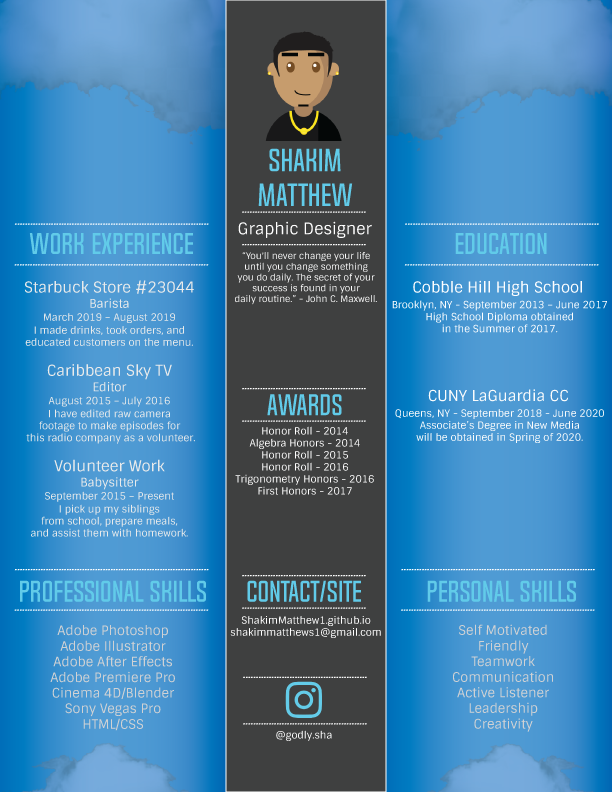 SHAKIM
MATTHEW
Graphic Designer
"You'll never change your life
until you change something
you do daily. The secret of your
success is found in your
daily routine." – John C. Maxwell.
WORK EXPERIENCE
Starbuck Store #23044
Barista
March 2019 – August 2019
I made drinks, took orders, and
educated customers on the menu.
Caribbean Sky TV
Editor
August 2015 – July 2016
I have edited raw camera
footage to make episodes for
this radio company as a volunteer.
Volunteer Work
Babysitter
September 2015 – Present
I pick up my siblings
from school, prepare meals,
and assist them with homework.
PROFESSIONAL SKILLS
Adobe Photoshop
Adobe Illustrator
Adobe After Effects
Adobe Premiere Pro
Cinema 4D/Blender
Sony Vegas Pro
HTML/CSS
AWARDS
Honor Roll - 2014
Algebra Honors - 2014
Honor Roll - 2015
Honor Roll - 2016
Trigonometry Honors - 2016
First Honors - 2017
CONTACT/SITE
ShakimMatthew1.github.io
shakimmatthews1@gmail.com
@godly.sha
EDUCATION
Cobble Hill High School
Brooklyn, NY – September 2013 – June 2017
High School Diploma obtained
in the Summer of 2017.
CUNY LaGuardia CC
Queens, NY – September 2018 – June 2020
Associate's Degree in New Media
will be obtained in Spring of 2020.
PERSONAL SKILLS
Self Motivated
Friendly
Teamwork
Communication
Active Listener
Leadership
Creativity